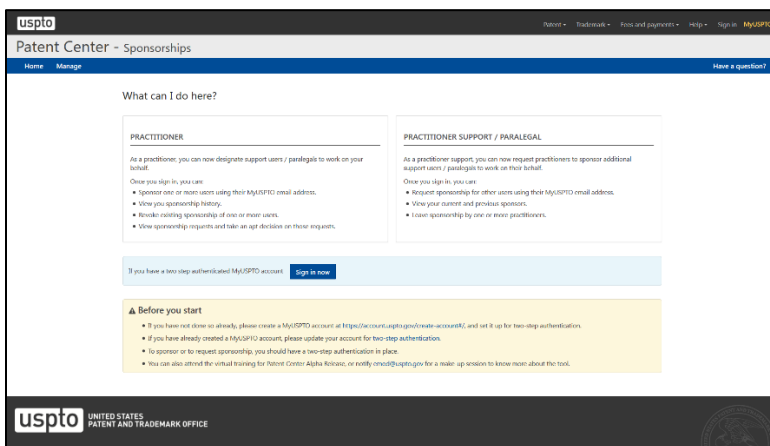 uspto
Patent Trademark Fees and payments Help Sign in MyUSPTO
Patent Center - Sponsorships
Home Manage Have a question?
What can I do here?
PRACTITIONER
As a practitioner, you can now designate support users / paralegals to work on your
behalf.
Once you sign in, you can:
• Sponsor one or more users using their MyUSPTO email address.
• View you sponsorship history.
• Revoke existing sponsorship of one or more users.
• View sponsorship requests and take an apt decision on those requests.
PRACTITIONER SUPPORT / PARALEGAL
As a practitioner support, you can now request practitioners to sponsor additional
support users / paralegals to work on their behalf.
Once you sign in, you can:
• Request sponsorship for other users using their MyUSPTO email address.
• View your current and previous sponsors.
• Leave sponsorship by one or more practitioners.
If you have a two step authenticated MyUSPTO account Sign in now
Before you start
• If you have not done so already, please create a MyUSPTO account at https://account.uspto.gov/create-account#/, and set it up for two-step authentication.
• If you have already created a MyUSPTO account, please update your account for two-step authentication.
• To sponsor or to request sponsorship, you should have a two-step authentication in place.
• You can also attend the virtual training for Patent Center Alpha Release, or notify emod@uspto.gov for a make-up session to know more about the tool.
uspto UNITED STATES
PATENT AND TRADEMARK OFFICE